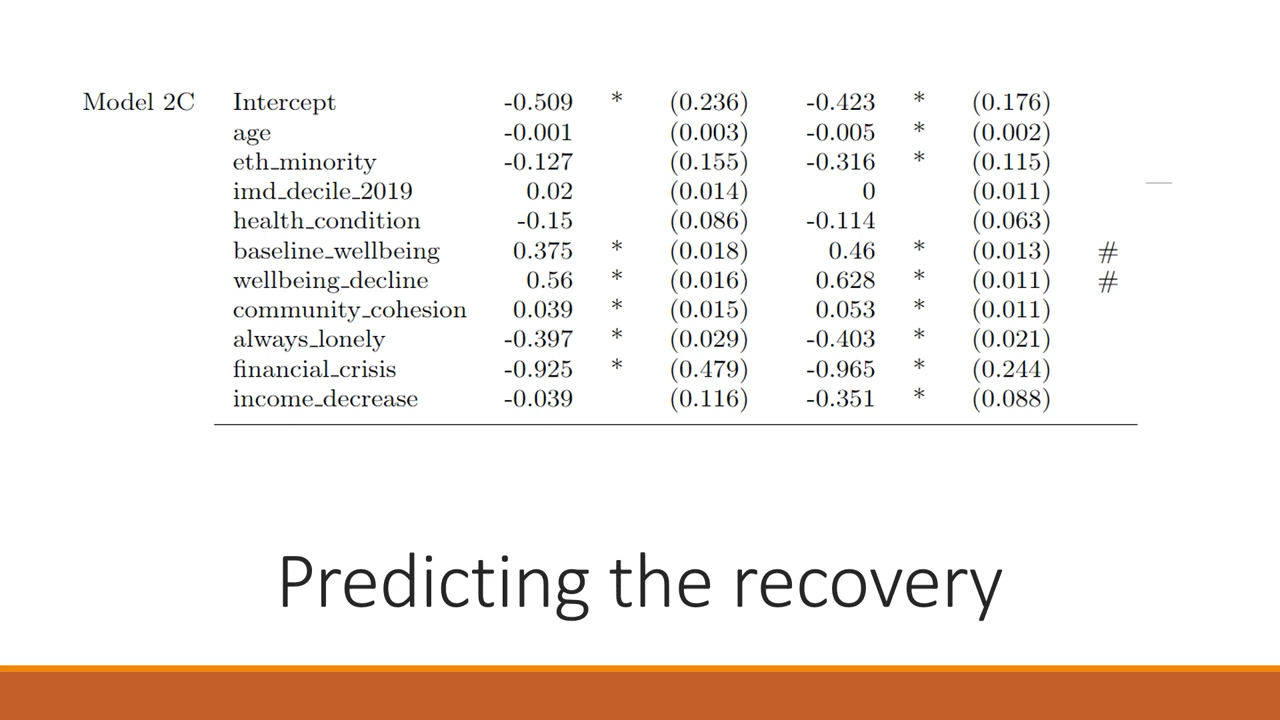 Model 2C Intercept -0.509 * (0.236) -0.423 * (0.176)
age -0.001 (0.003) -0.005 * (0.002)
eth_minority -0.127 (0.155) -0.316 * (0.115)
imd_decile_2019 0.02 (0.014) 0 (0.011)
health_condition -0.15 (0.086) -0.114 (0.063)
baseline_wellbeing 0.375 * (0.018) 0.46 * (0.013) #
wellbeing_decline 0.56 * (0.016) 0.628 * (0.011) #
community_cohesion 0.039 * (0.015) 0.053 * (0.011)
always_lonely -0.397 * (0.029) -0.403 * (0.021)
financial_crisis -0.925 * (0.479) -0.965 * (0.244)
income_decrease -0.039 (0.116) -0.351 * (0.088)
Predicting the recovery